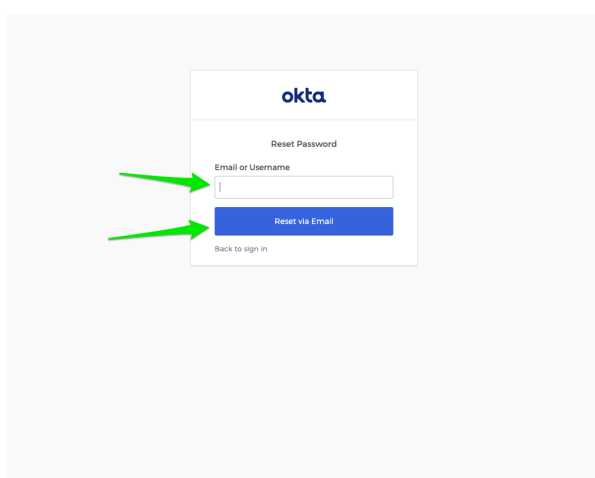 okta
Reset Password
Email or Username
Reset via Email
Back to sign in